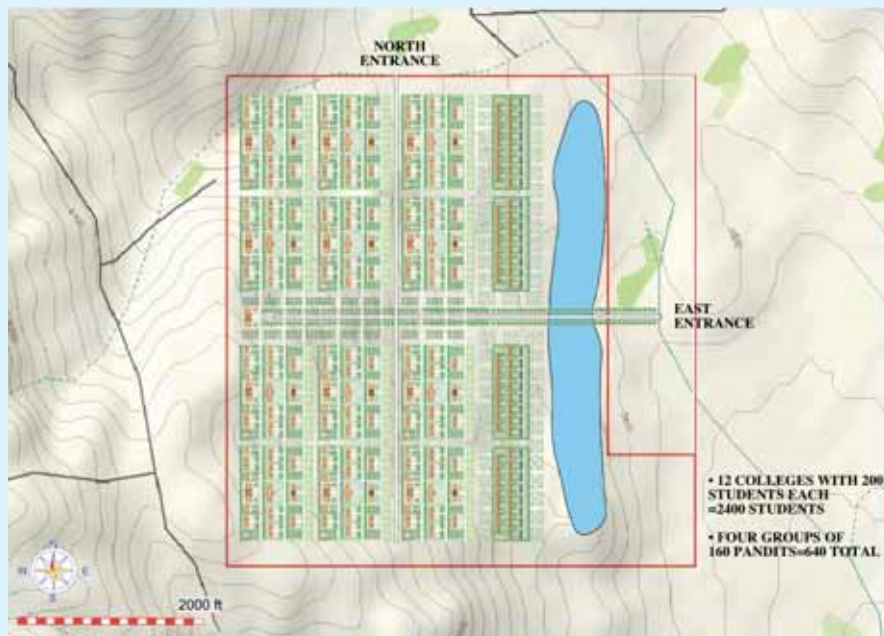 NORTH
ENTRANCE
EAST
ENTRANCE
• 12 COLLEGES WITH 200
STUDENTS EACH
=2400 STUDENTS
• FOUR GROUPS OF
160 PANDITS=640 TOTAL
N
W
E
S
2000 ft